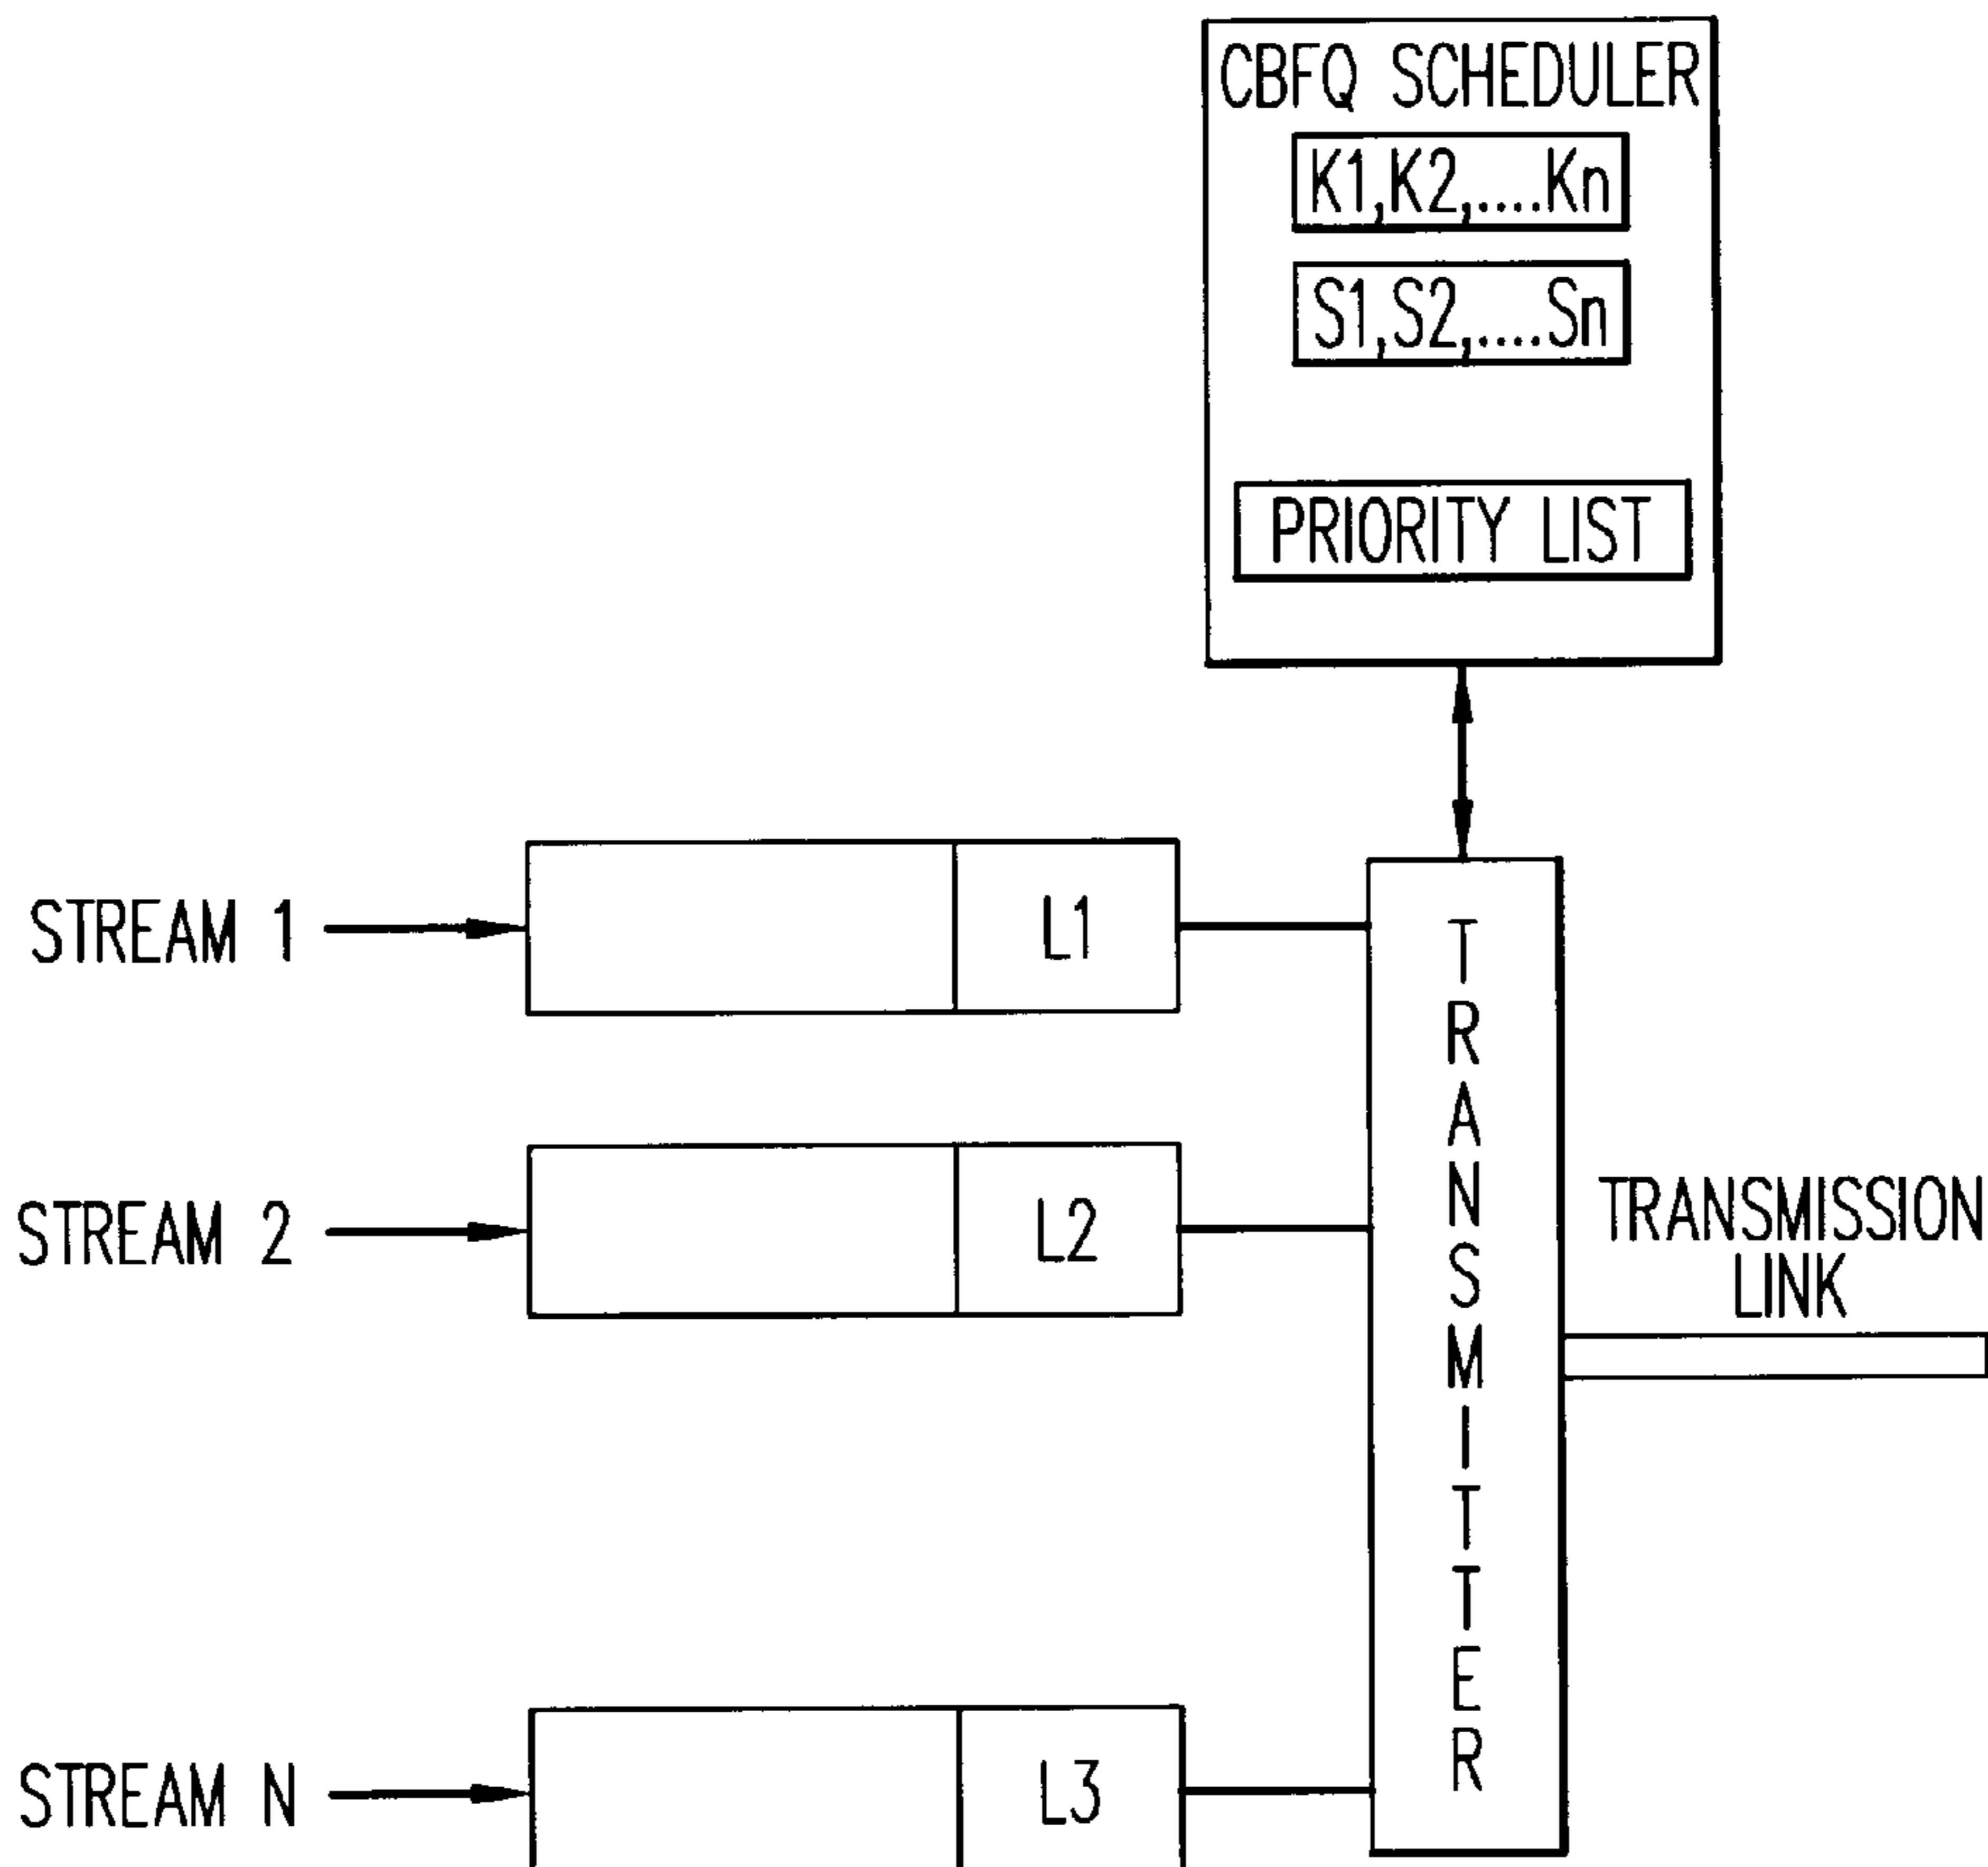 CBFQ SCHEDULER
K1,K2,....Kn
S1,S2,....Sn
PRIORITY LIST
STREAM 1
L1
STREAM 2
L2
STREAM N
L3
TRANSMITTER
TRANSMISSION
LINK